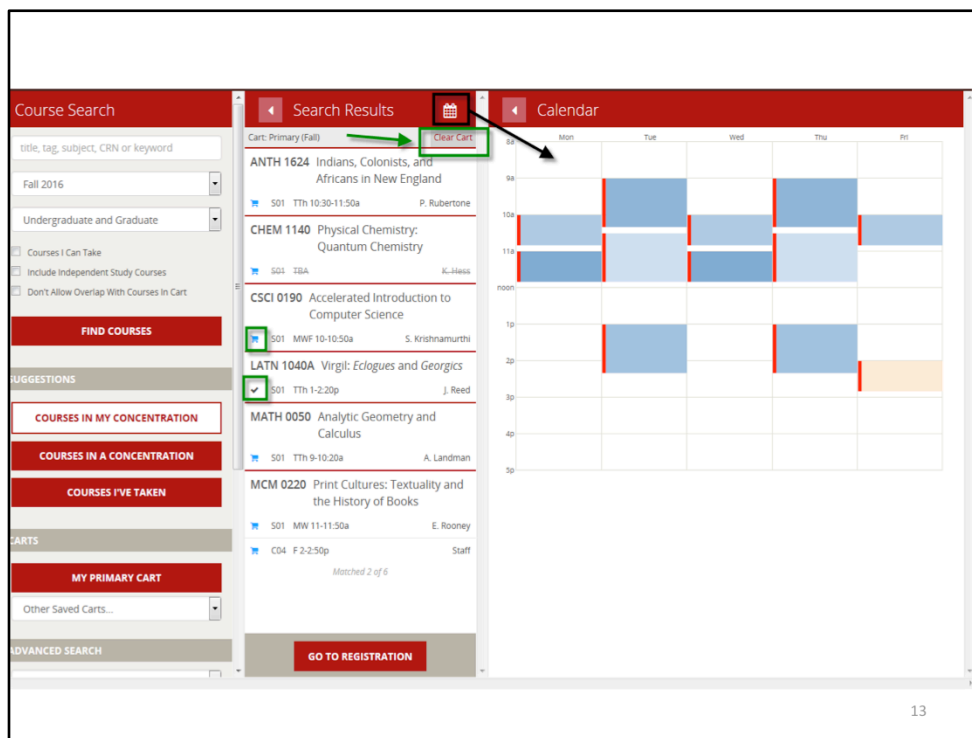 Course Search
title, tag, subject, CRN or keyword
Fall 2016
Undergraduate and Graduate
Courses I Can Take
Include Independent Study Courses
Don't Allow Overlap With Courses In Cart
FIND COURSES
SUGGESTIONS
COURSES IN MY CONCENTRATION
COURSES IN A CONCENTRATION
COURSES I'VE TAKEN
CARTS
MY PRIMARY CART
Other Saved Carts...
ADVANCED SEARCH
Search Results
Cart: Primary (Fall) Clear Cart
ANTH 1624 Indians, Colonists, and
Africans in New England
S01 TTh 10:30-11:50a P. Rubertone
CHEM 1140 Physical Chemistry:
Quantum Chemistry
S01 TBA K. Hess
CSCI 0190 Accelerated Introduction to
Computer Science
S01 MWF 10-10:50a S. Krishnamurthi
LATN 1040A Virgil: Eclogues and Georgics
S01 TTh 1-2:20p J. Reed
MATH 0050 Analytic Geometry and
Calculus
S01 TTh 9-10:20a A. Landman
MCM 0220 Print Cultures: Textuality and
the History of Books
S01 MW 11-11:50a E. Rooney
C04 F 2-2:50p Staff
Matched 2 of 6
GO TO REGISTRATION
Calendar
Mon Tue Wed Thu Fri
8a
9a
10a
11a
noon
1p
2p
3p
4p
5p
13